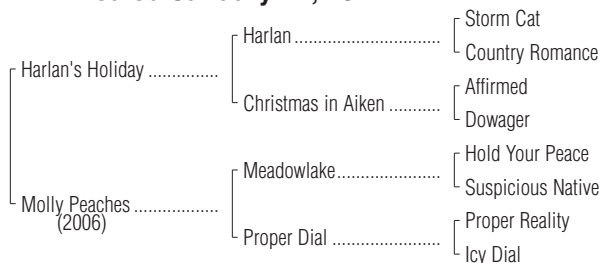 Harlan's Holiday ...............
Molly Peaches ..................
(2006)
Harlan ..............................
Christmas in Aiken ...........
Meadowlake.....................
Proper Dial ......................
Storm Cat
Country Romance
Affirmed
Dowager
Hold Your Peace
Suspicious Native
Proper Reality
Icy Dial